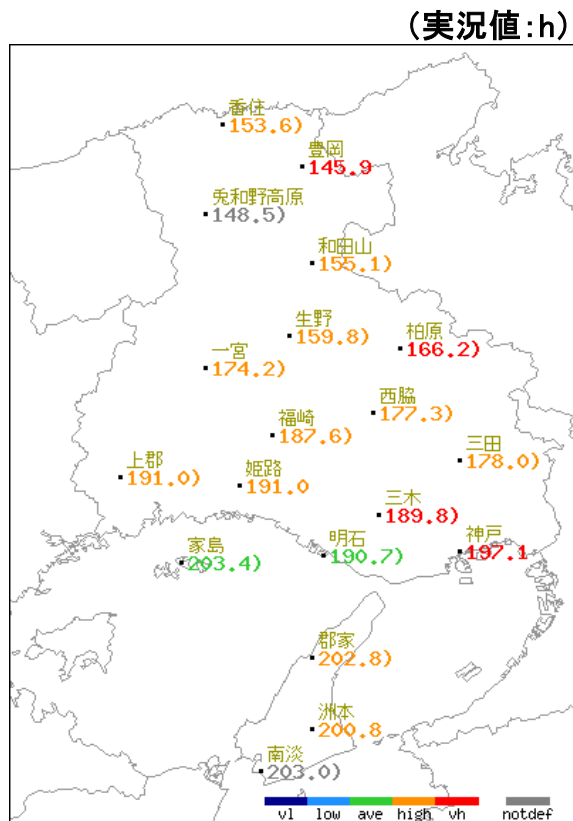 (実況値:h)
香住
153.6)
豊岡
145.9
兎和野高原
148.5)
和田山
155.1)
生野
159.8)
柏原
166.2)
一宮
174.2)
西脇
177.3)
福崎
187.6)
三田
178.0)
上郡
191.0)
姫路
191.0
三木
189.8)
家島
203.4)
明石
190.7)
神戸
197.1
郡家
202.8)
洲本
200.8
南淡
203.0)
vl low ave high vh notdef